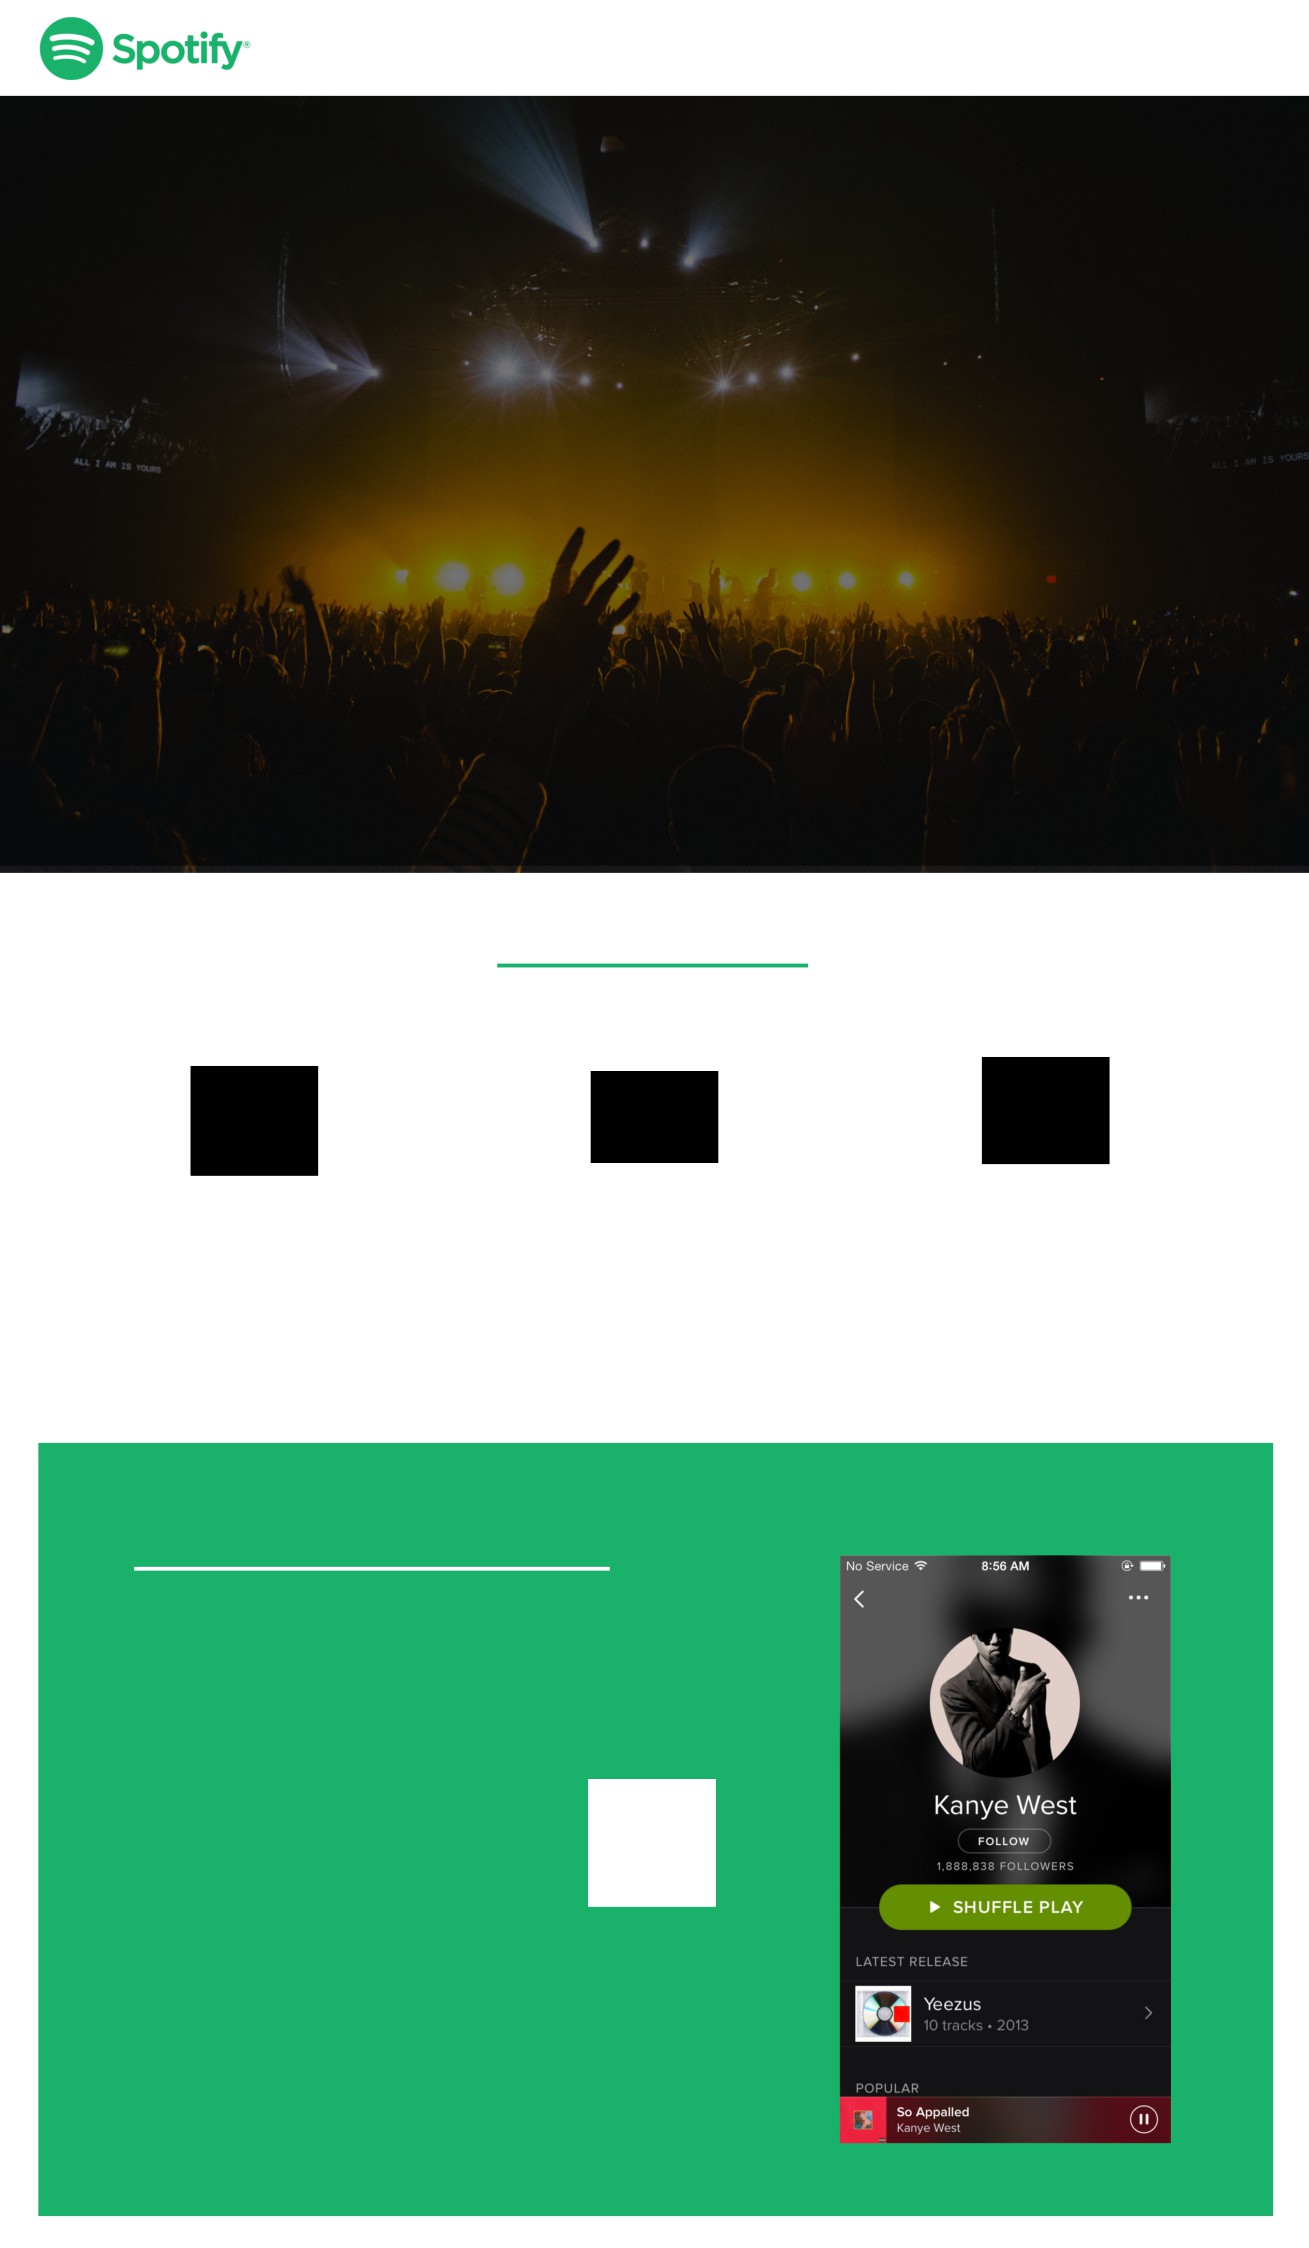 Spotify®
ALL I AM IS YOURS
ALL I AM IS YOURS
No Service
8:56 AM
Kanye West
FOLLOW
1,888,838 FOLLOWERS
SHUFFLE PLAY
LATEST RELEASE
Yeezus
10 tracks • 2013
POPULAR
So Appalled
Kanye West